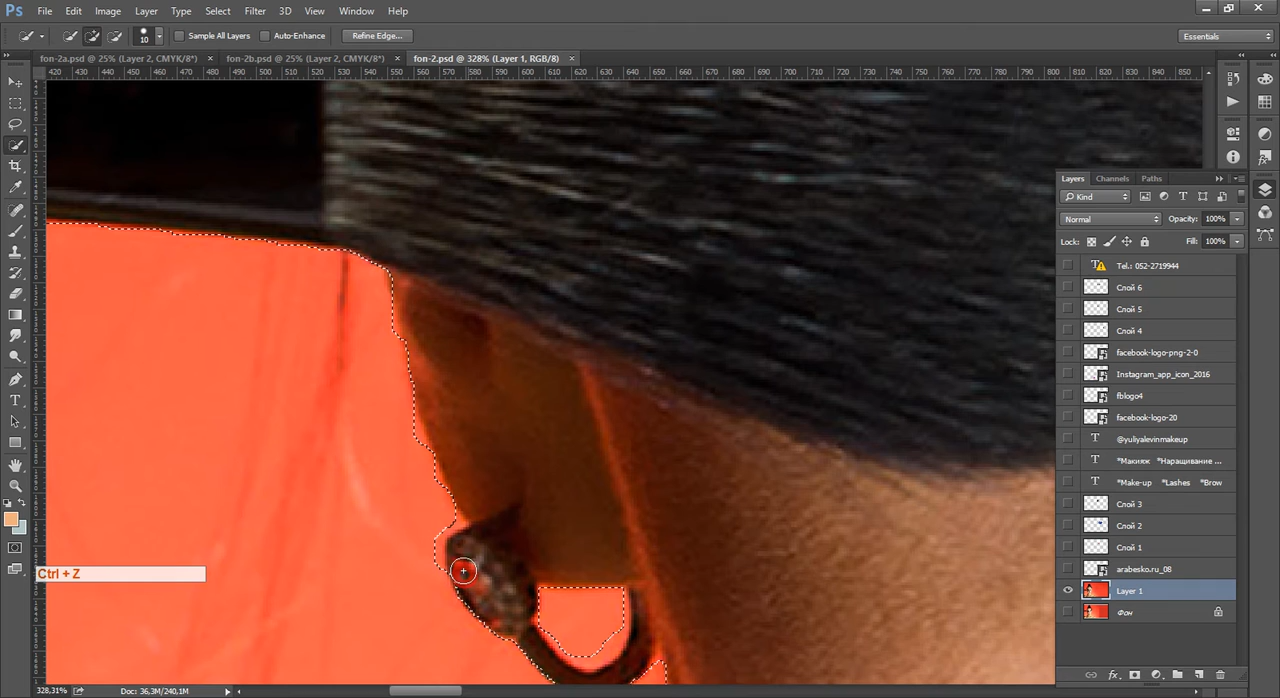 Ps File Edit Image Layer Type Select Filter 3D View Window Help
10 Sample All Layers Auto-Enhance Refine Edge... Essentials
fon-2a.psd @ 25% (Layer 2, CMYK/8*) × fon-2b.psd @ 25% (Layer 2, CMYK/8*) × fon-2.psd @ 328% (Layer 1, RGB/8) ×
420 430 440 450 460 470 480 490 500 510 520 530 540 550 560 570 580 590 600 610 620 630 640 650 660 670 680 690 700 710 720 730 740 750 760 770 780 790 800 810 820 830 840 850
Layers Channels Paths
Kind
Normal Opacity: 100%
Lock: Fill: 100%
Tel.: 052-2719944
Слой 6
Слой 5
Слой 4
facebook-logo-png-2-0
Instagram_app_icon_2016
fblogo4
facebook-logo-20
@yuliyalevinmakeup
*Макияж *Наращивание ...
*Make-up *Lashes *Brow
Слой 3
Слой 2
Слой 1
arabesko.ru_08
Layer 1
Фон
Ctrl + Z
328,31% Doc: 36,3M/240,1M